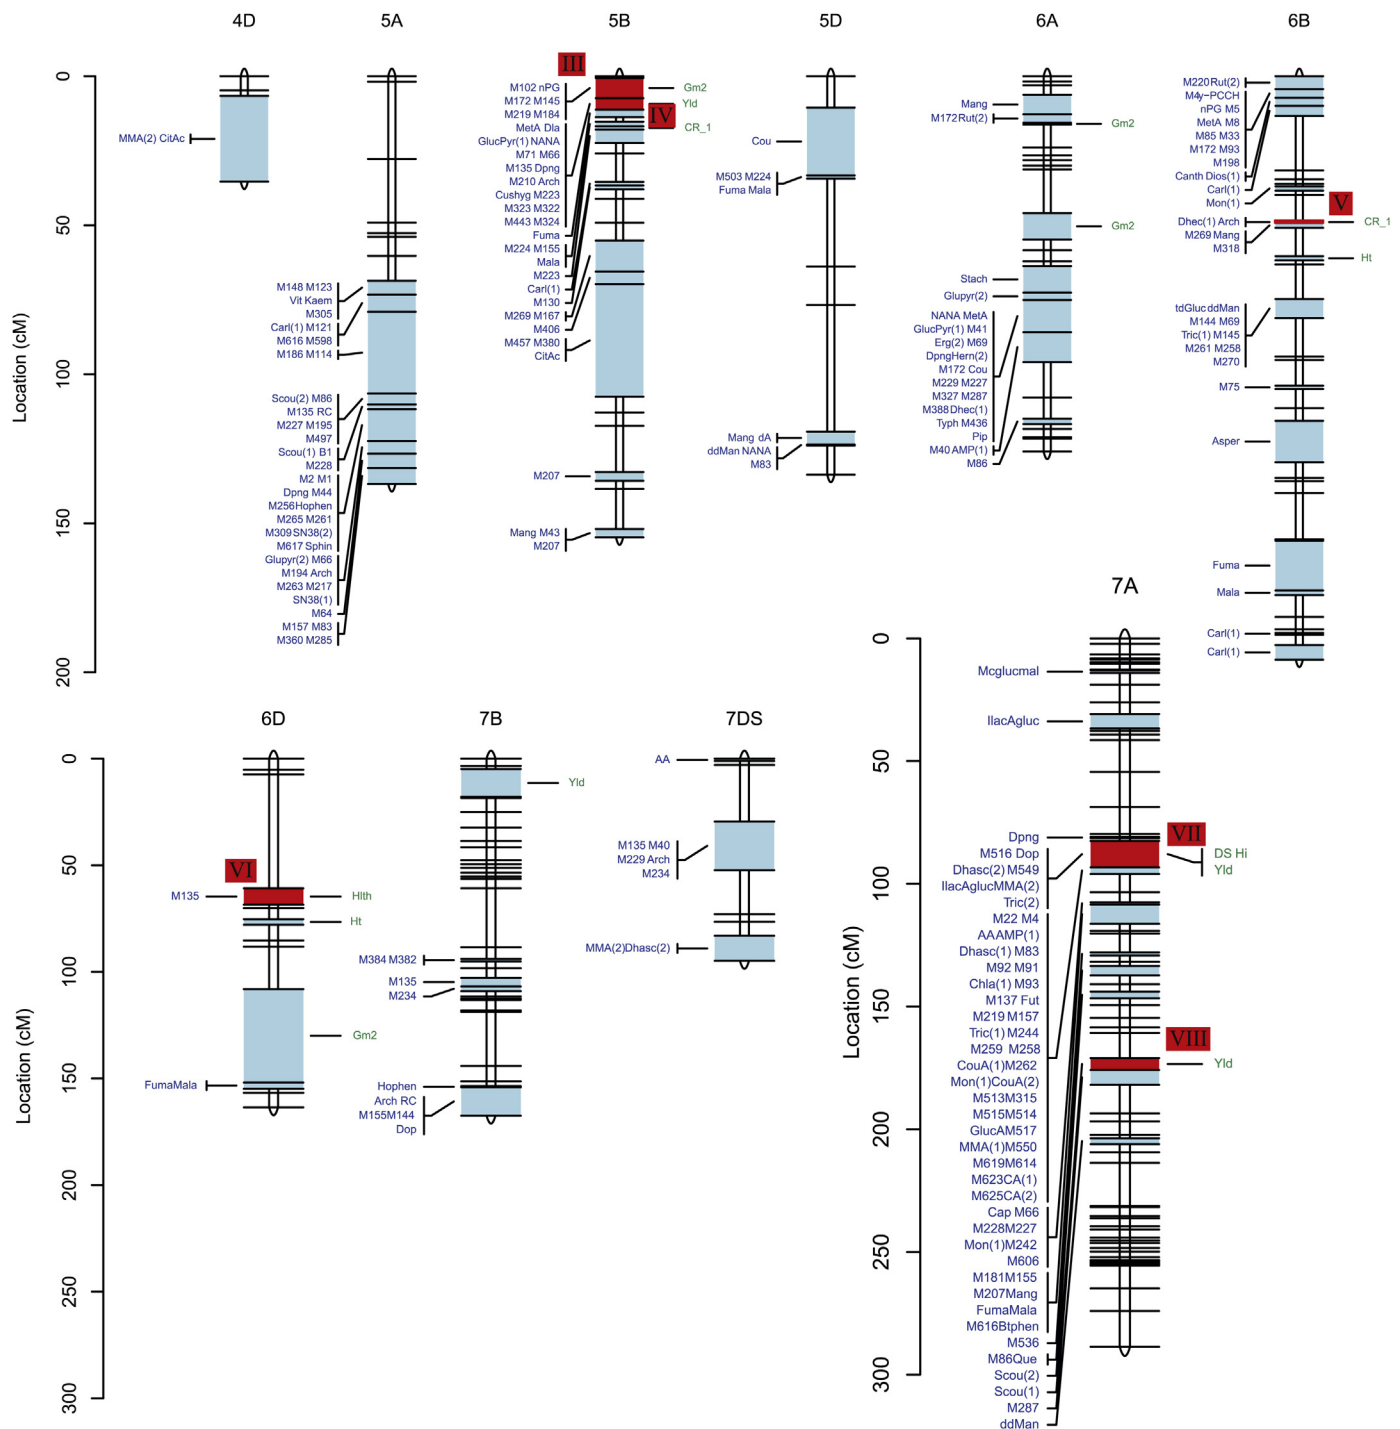 4D
5A
5B
5D
6A
6B
Location (cM)
0
50
100
150
200
MMA(2) CitAc
M148 M123
Vit Kaem
M305
Carl(1) M121
M616 M598
M186 M114
Scou(2) M86
M135 RC
M227 M195
M497
Scou(1) B1
M228
M2 M1
Dpng M44
M256Hophen
M265 M261
M309SN38(2)
M617 Sphin
Glupyr(2) M66
M194 Arch
M263 M217
SN38(1)
M64
M157 M83
M360 M285
III
M102 nPG
M172 M145
M219 M184
MetA Dla
GlucPyr(1) NANA
M71 M66
M135 Dpng
M210 Arch
Cushyg M223
M323 M322
M443 M324
Fuma
M224 M155
Mala
M223
Carl(1)
M130
M269 M167
M406
M457 M380
CitAc
M207
Mang M43
M207
Gm2
Yld
IV
CR_1
Cou
M503 M224
Fuma Mala
Mang dA
ddMan NANA
M83
Mang
M172Rut(2)
Stach
Glupyr(2)
NANA MetA
GlucPyr(1) M41
Erg(2) M69
DpngHern(2)
M172 Cou
M229 M227
M327 M287
M388Dhec(1)
Typh M436
Pip
M40AMP(1)
M86
Gm2
Gm2
M220Rut(2)
M4y-PCCH
nPG M5
MetA M8
M85 M33
M172 M93
M198
Canth Dios(1)
Carl(1)
Mon(1)
Dhec(1) Arch
M269 Mang
M318
tdGlucddMan
M144 M69
Tric(1) M145
M261 M258
M270
M75
Asper
Fuma
Mala
Carl(1)
Carl(1)
V
CR_1
Ht
6D
7B
7DS
Location (cM)
0
50
100
150
200
250
300
VI
M135
FumaMala
Hlth
Ht
Gm2
M384 M382
M135
M234
Hophen
Arch RC
M155M144
Dop
Yld
AA
M135 M40
M229 Arch
M234
MMA(2)Dhasc(2)
7A
Location (cM)
0
50
100
150
200
250
300
Mcglucmal
IlacAgluc
Dpng
M516 Dop
Dhasc(2) M549
IlacAglucMMA(2)
Tric(2)
M22 M4
AAAMP(1)
Dhasc(1) M83
M92 M91
Chla(1) M93
M137 Fut
M219 M157
Tric(1) M244
M259 M258
CouA(1)M262
Mon(1)CouA(2)
M513M315
M515M514
GlucAM517
MMA(1)M550
M619M614
M623CA(1)
M625CA(2)
Cap M66
M228M227
Mon(1)M242
M606
M181M155
M207Mang
FumaMala
M616Btphen
M536
M86Que
Scou(2)
Scou(1)
M287
ddMan
VII
DS Hi
Yld
VIII
Yld